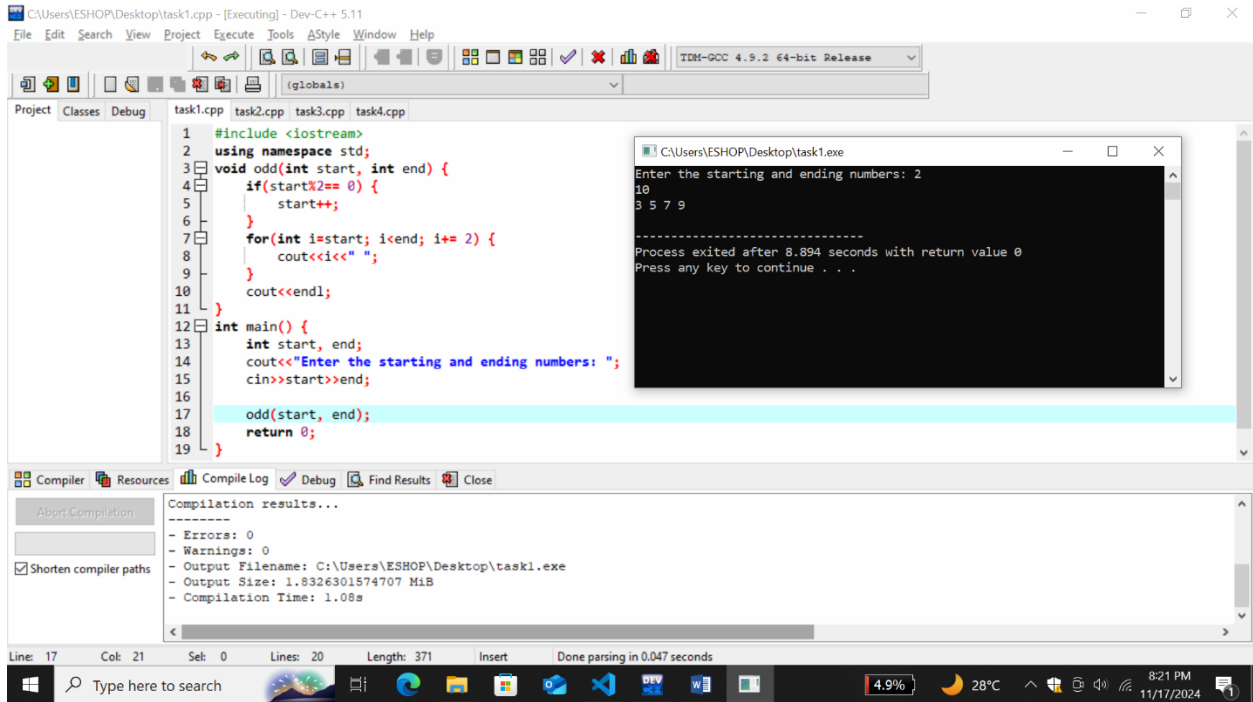 C:\Users\ESHOP\Desktop\task1.cpp - [Executing] - Dev-C++ 5.11
File Edit Search View Project Execute Tools AStyle Window Help
TDM-GCC 4.9.2 64-bit Release
(globals)
Project Classes Debug
task1.cpp task2.cpp task3.cpp task4.cpp
1 #include <iostream>
2 using namespace std;
3 void odd(int start, int end) {
4 if(start%2== 0) {
5 start++;
6 }
7 for(int i=start; i<end; i+= 2) {
8 cout<<i<<" ";
9 }
10 cout<<endl;
11 }
12 int main() {
13 int start, end;
14 cout<<"Enter the starting and ending numbers: ";
15 cin>>start>>end;
16
17 odd(start, end);
18 return 0;
19 }
C:\Users\ESHOP\Desktop\task1.exe
Enter the starting and ending numbers: 2
10
3 5 7 9
--------------------------------
Process exited after 8.894 seconds with return value 0
Press any key to continue . . .
Compiler Resources Compile Log Debug Find Results Close
Abort Compilation
Shorten compiler paths
Compilation results...
--------
- Errors: 0
- Warnings: 0
- Output Filename: C:\Users\ESHOP\Desktop\task1.exe
- Output Size: 1.8326301574707 MiB
- Compilation Time: 1.08s
Line: 17 Col: 21 Sel: 0 Lines: 20 Length: 371 Insert Done parsing in 0.047 seconds
Type here to search
DEV
4.9%
28°C
8:21 PM
11/17/2024
1